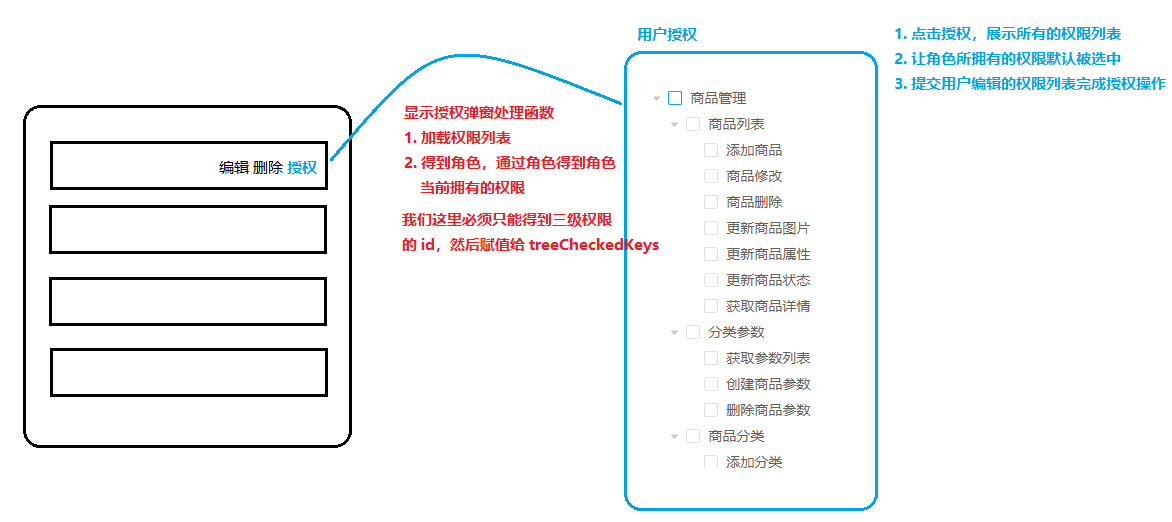 编辑 删除 授权
显示授权弹窗处理函数
1. 加载权限列表
2. 得到角色，通过角色得到角色
当前拥有的权限
我们这里必须只能得到三级权限
的 id，然后赋值给 treeCheckedKeys
用户授权
商品管理
商品列表
添加商品
商品修改
商品删除
更新商品图片
更新商品属性
更新商品状态
获取商品详情
分类参数
获取参数列表
创建商品参数
删除商品参数
商品分类
添加分类
1. 点击授权，展示所有的权限列表
2. 让角色所拥有的权限默认被选中
3. 提交用户编辑的权限列表完成授权操作